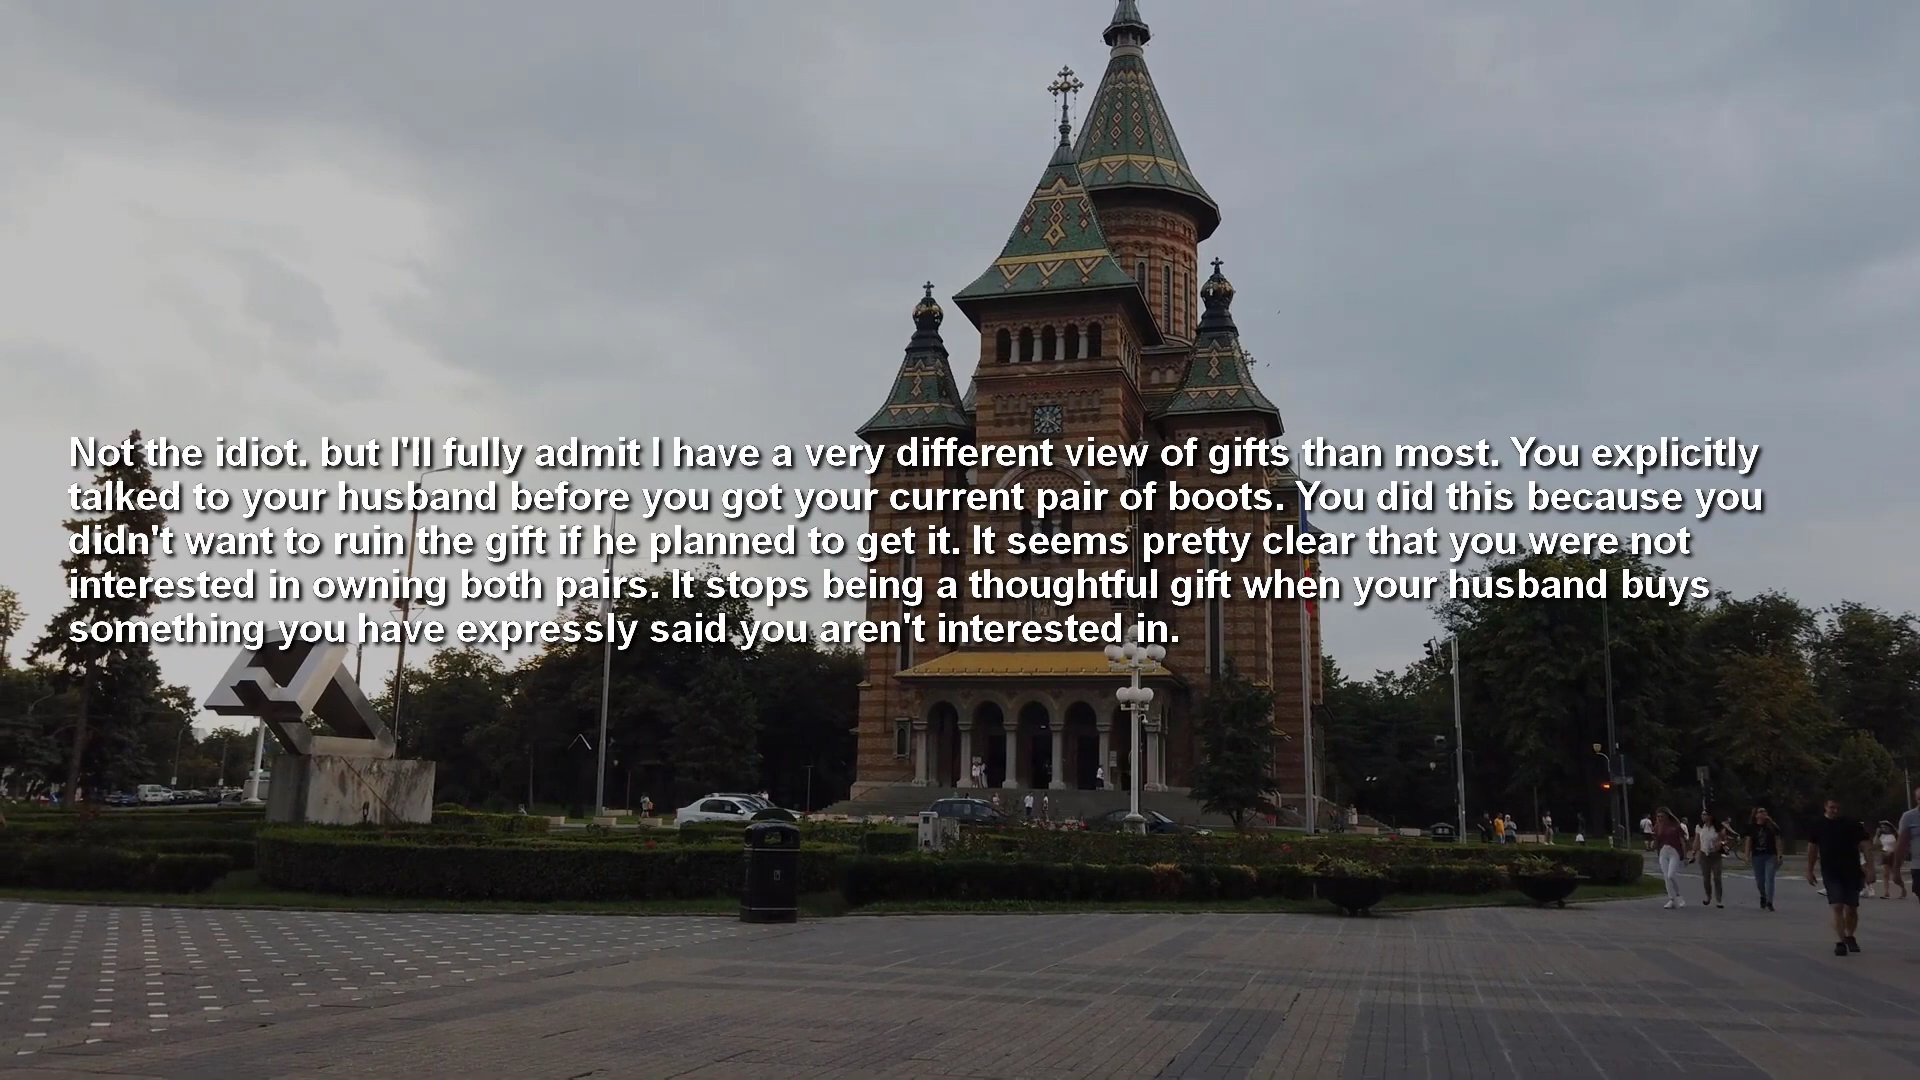 Not the idiot. but I'll fully admit I have a very different view of gifts than most. You explicitly
talked to your husband before you got your current pair of boots. You did this because you
didn't want to ruin the gift if he planned to get it. It seems pretty clear that you were not
interested in owning both pairs. It stops being a thoughtful gift when your husband buys
something you have expressly said you aren't interested in.